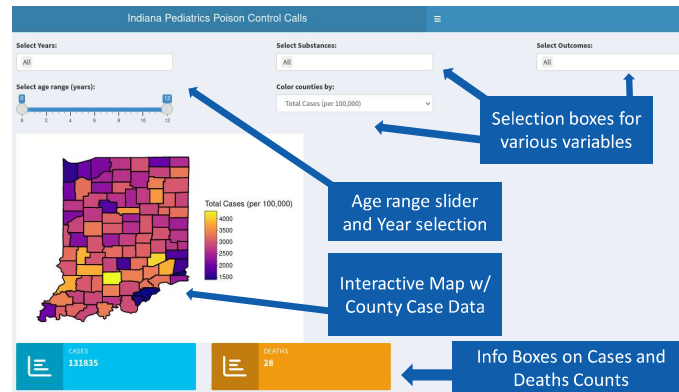 Indiana Pediatrics Poison Control Calls
Select Years:
All
Select Substances:
All
Select Outcomes:
All
Select age range (years):
0
12
0 2 4 6 8 10 12
Color counties by:
Total Cases (per 100,000)
Selection boxes for
various variables
Total Cases (per 100,000)
4000
3500
3000
2500
2000
1500
Age range slider
and Year selection
Interactive Map w/
County Case Data
CASES
131835
DEATHS
28
Info Boxes on Cases and
Deaths Counts